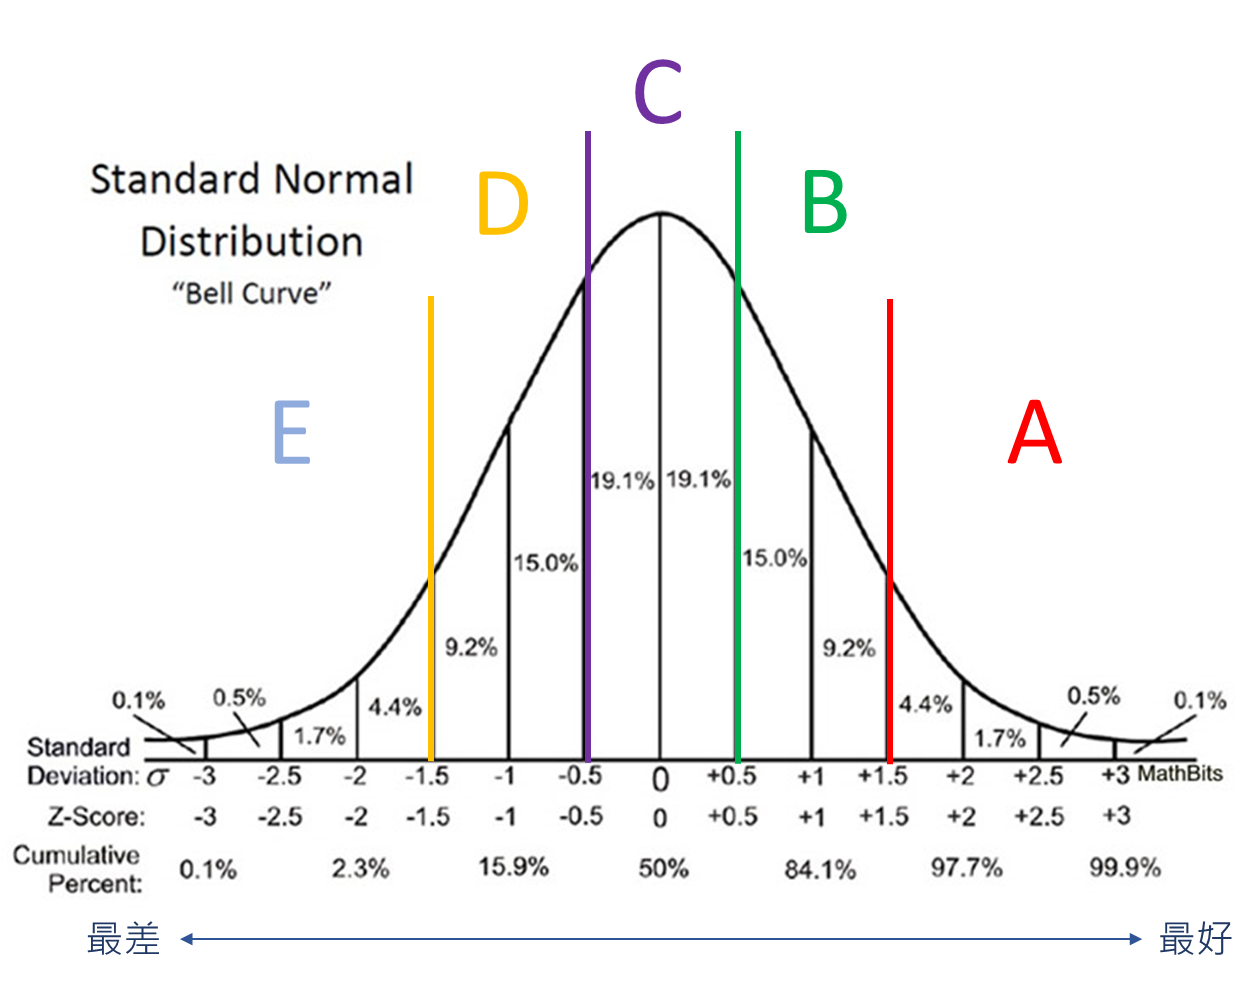 C
Standard Normal
Distribution
“Bell Curve”
D
B
E
A
19.1% 19.1%
15.0% 15.0%
9.2% 9.2%
0.1% 0.5% 1.7% 4.4% 4.4% 1.7% 0.5% 0.1%
Standard
Deviation: σ -3 -2.5 -2 -1.5 -1 -0.5 0 +0.5 +1 +1.5 +2 +2.5 +3 MathBits
Z-Score: -3 -2.5 -2 -1.5 -1 -0.5 0 +0.5 +1 +1.5 +2 +2.5 +3
Cumulative
Percent: 0.1% 2.3% 15.9% 50% 84.1% 97.7% 99.9%
最差 最好